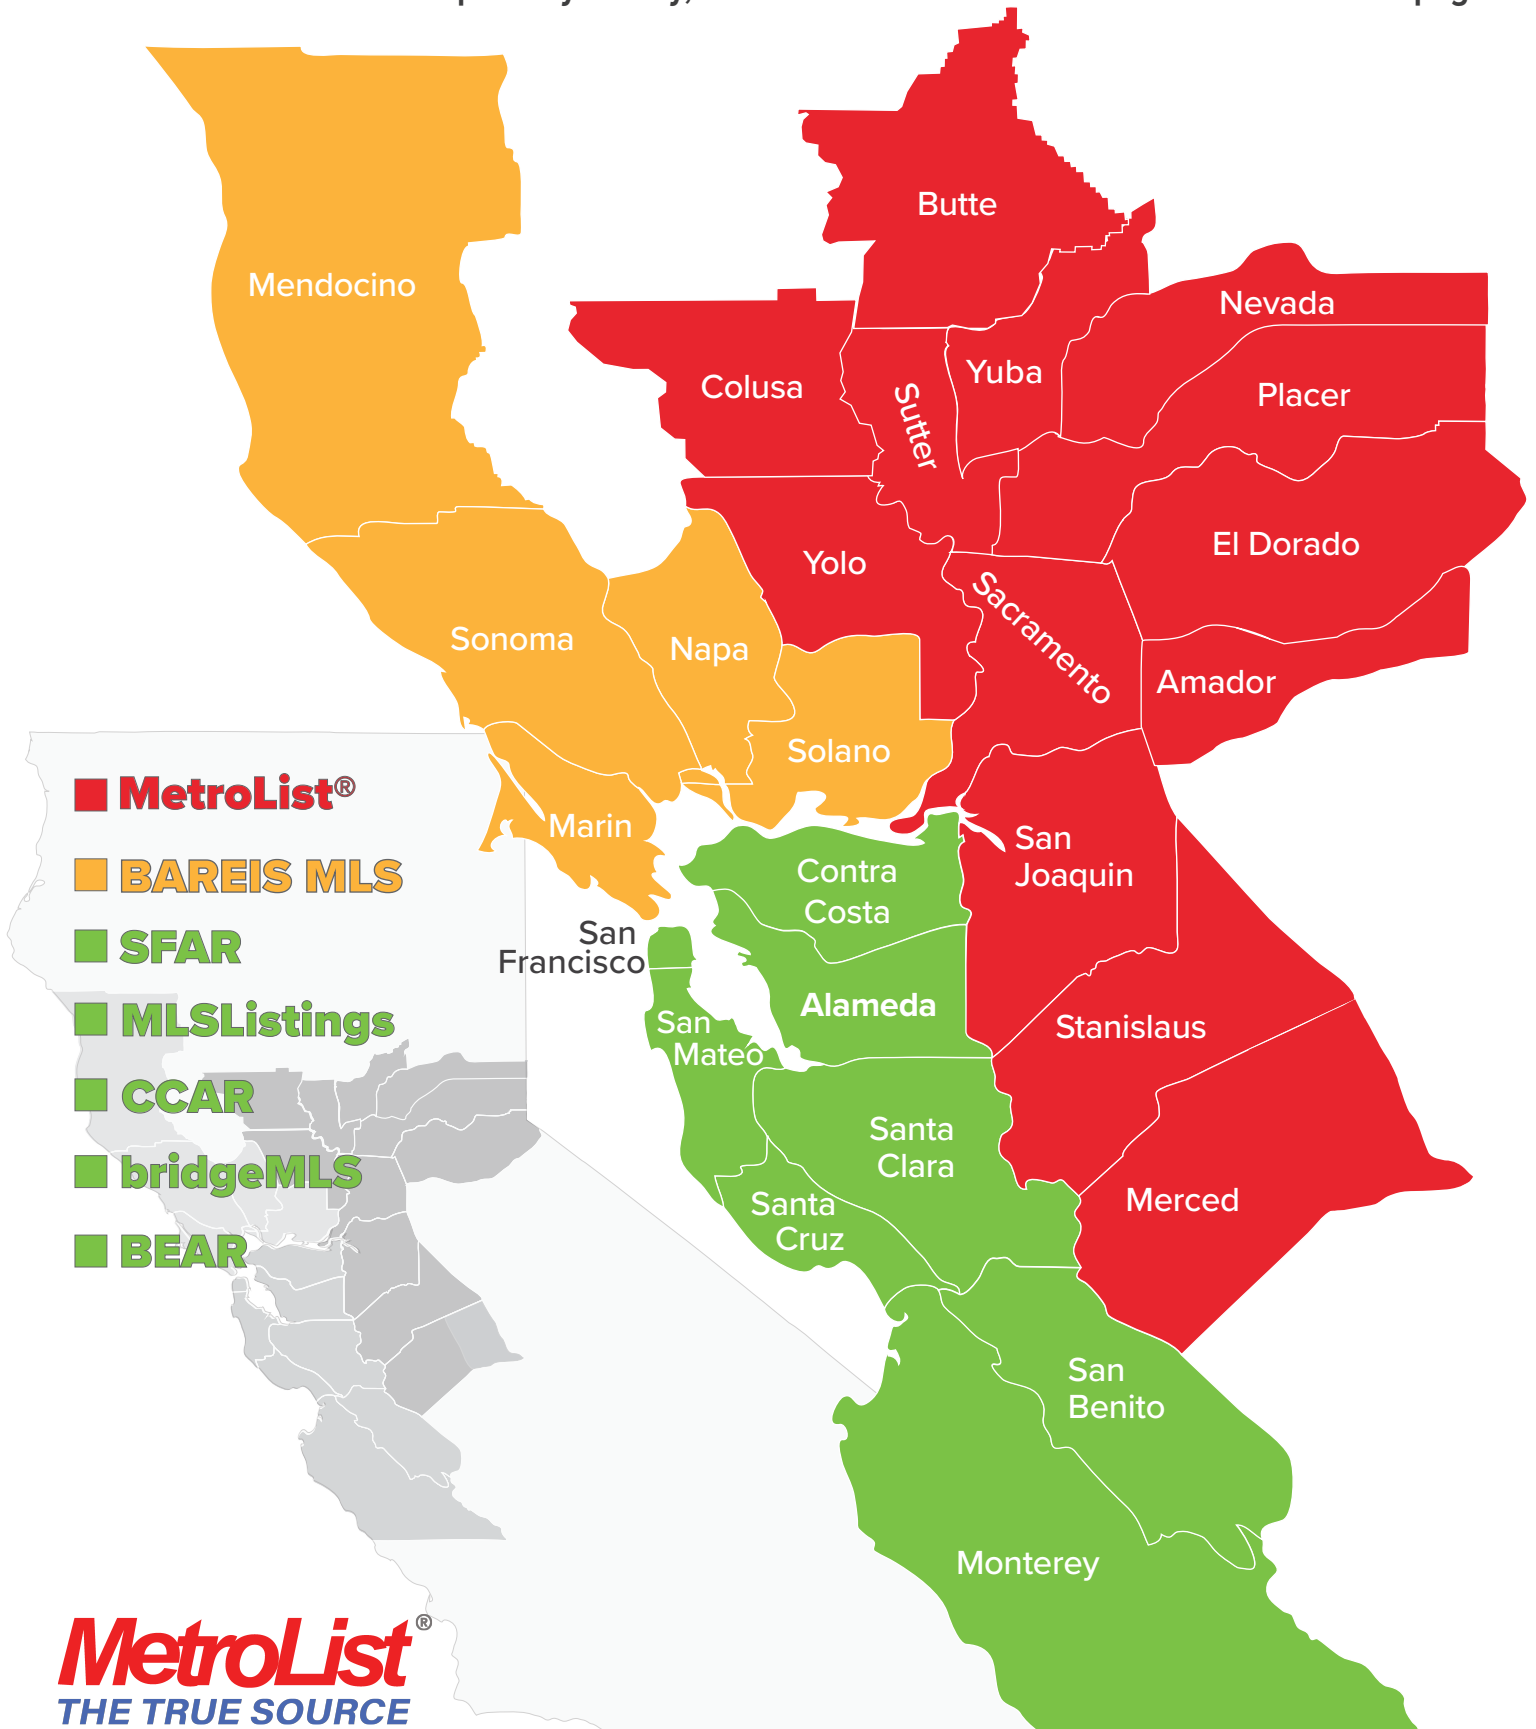 Butte
Mendocino
Nevada
Yuba
Colusa
Placer
Sutter
El Dorado
Yolo
Sacramento
Sonoma
Napa
Amador
Solano
MetroList®
Marin
San
Joaquin
BAREIS MLS
Contra
Costa
San
Francisco
SFAR
Alameda
MLSListings
San
Mateo
Stanislaus
CCAR
Santa
Clara
bridgeMLS
Merced
Santa
Cruz
BEAR
San
Benito
Monterey
MetroList®
THE TRUE SOURCE